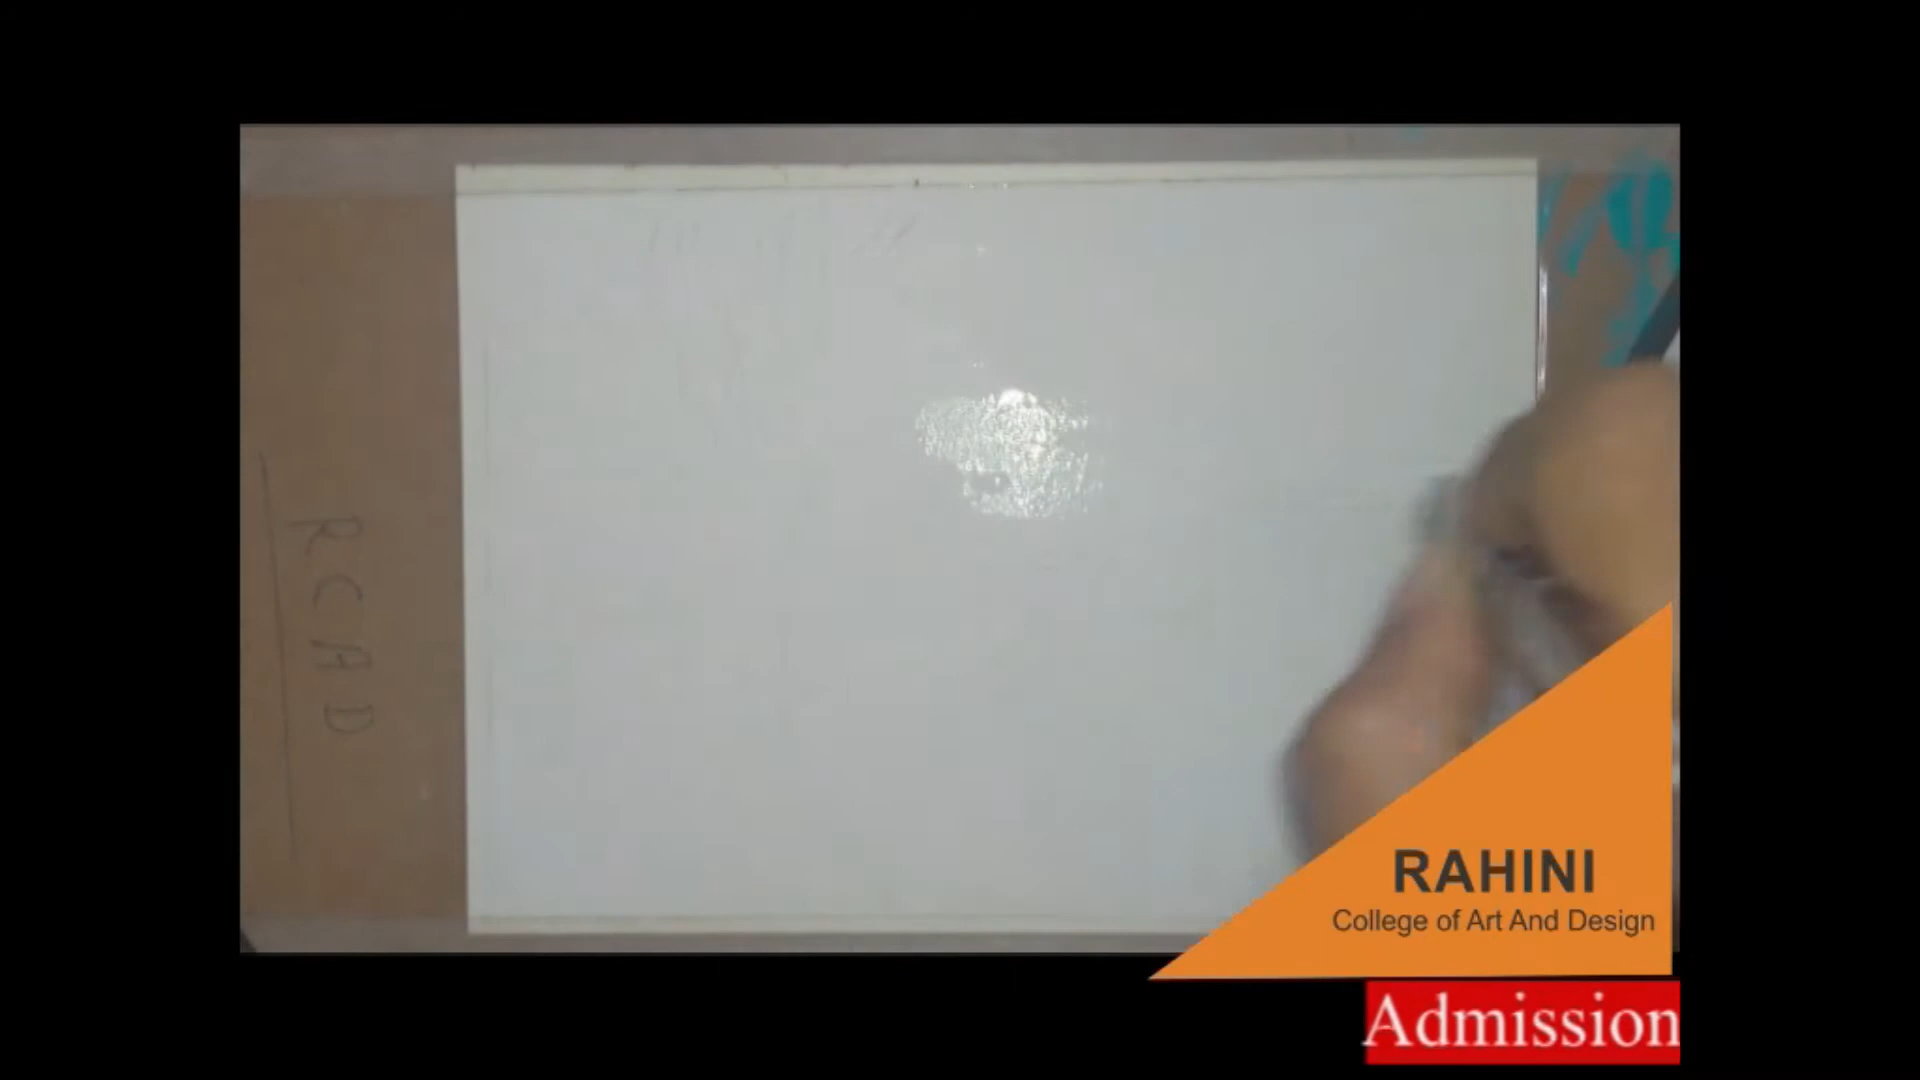 RCAD
RAHINI
College of Art And Design
Admission